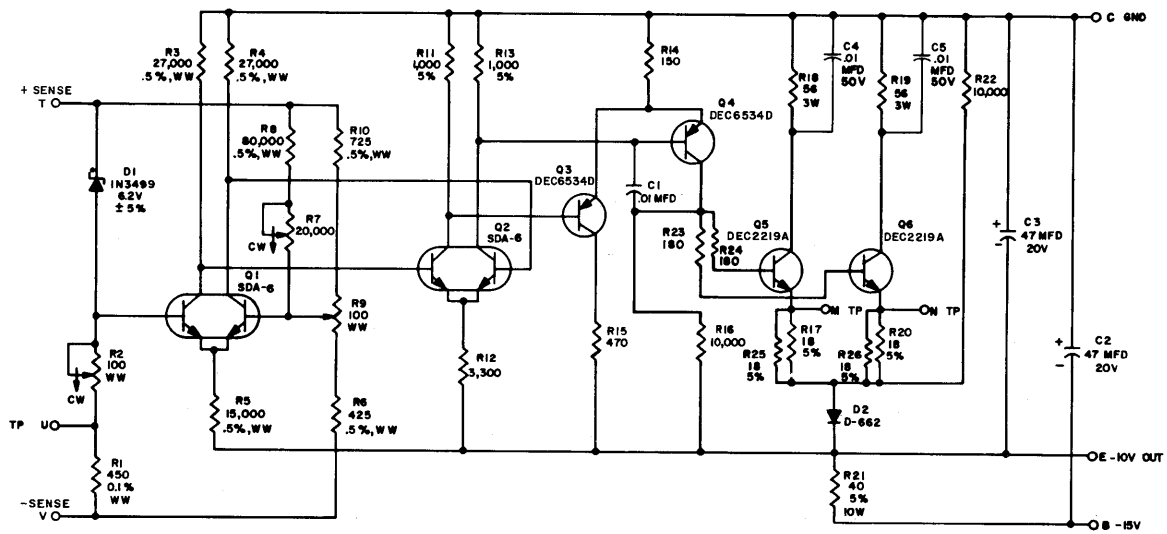 C GND
R3
27,000
.5%, WW
R4
27,000
.5%, WW
R11
1,000
5%
R13
1,000
5%
R14
150
R18
56
3W
C4
.01
MFD
50V
R19
56
3W
C5
.01
MFD
50V
R22
10,000
+ SENSE
T
R8
80,000
.5%, WW
R10
725
.5%, WW
Q4
DEC6534D
D1
1N3499
6.2V
± 5%
Q3
DEC6534D
C1
.01MFD
R7
20,000
CW
Q2
SDA-6
R23
180
R24
180
Q5
DEC2219A
Q6
DEC2219A
C3
47 MFD
20V
+
-
Q1
SDA-6
R9
100
WW
M TP
N TP
R2
100
WW
CW
R12
3,300
R15
470
R16
10,000
R25
18
5%
R17
18
5%
R26
18
5%
R20
18
5%
C2
47 MFD
20V
+
-
R5
15,000
.5%, WW
R6
425
.5%, WW
D2
D-662
TP U
E -10V OUT
R1
450
0.1%
WW
R21
40
5%
10W
-SENSE
V
B -15V